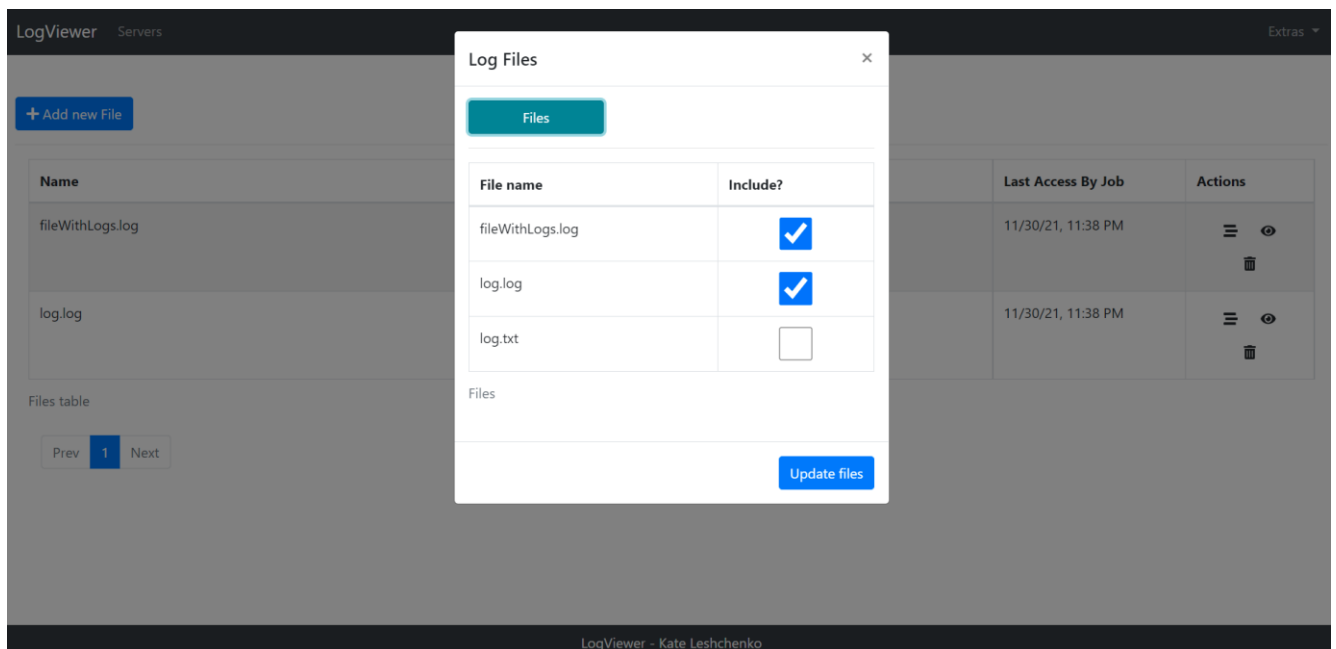 LogViewer Servers Extras
Log Files ×
+ Add new File
Files
Name Last Access By Job Actions
File name Include?
fileWithLogs.log 11/30/21, 11:38 PM
fileWithLogs.log
log.log
log.log 11/30/21, 11:38 PM
log.txt
Files table
Files
Prev 1 Next
Update files
LogViewer - Kate Leshchenko